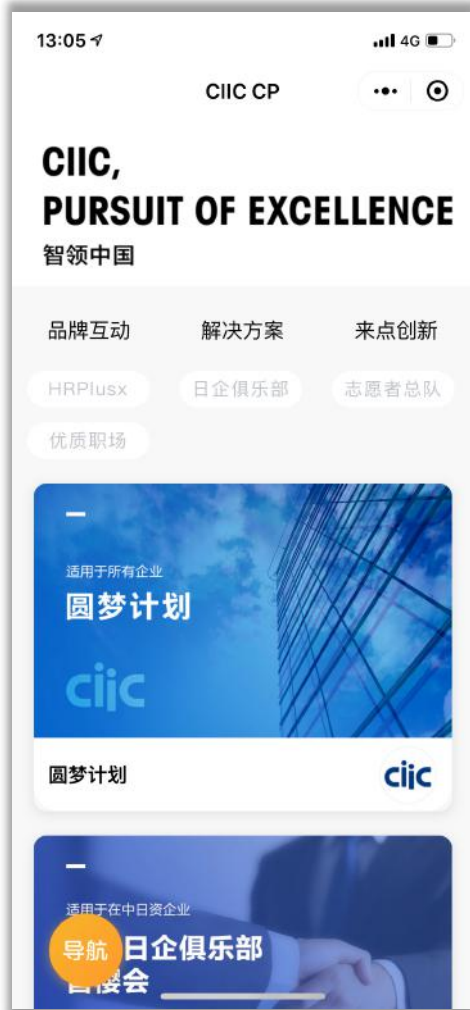 13:05
4G
CIIC CP
CIIC,
PURSUIT OF EXCELLENCE
智领中国
品牌互动 解决方案 来点创新
HRPlusx 日企俱乐部 志愿者总队
优质职场
适用于所有企业
圆梦计划
ciic
圆梦计划
ciic
适用于在中日资企业
导航
日企俱乐部
樱会